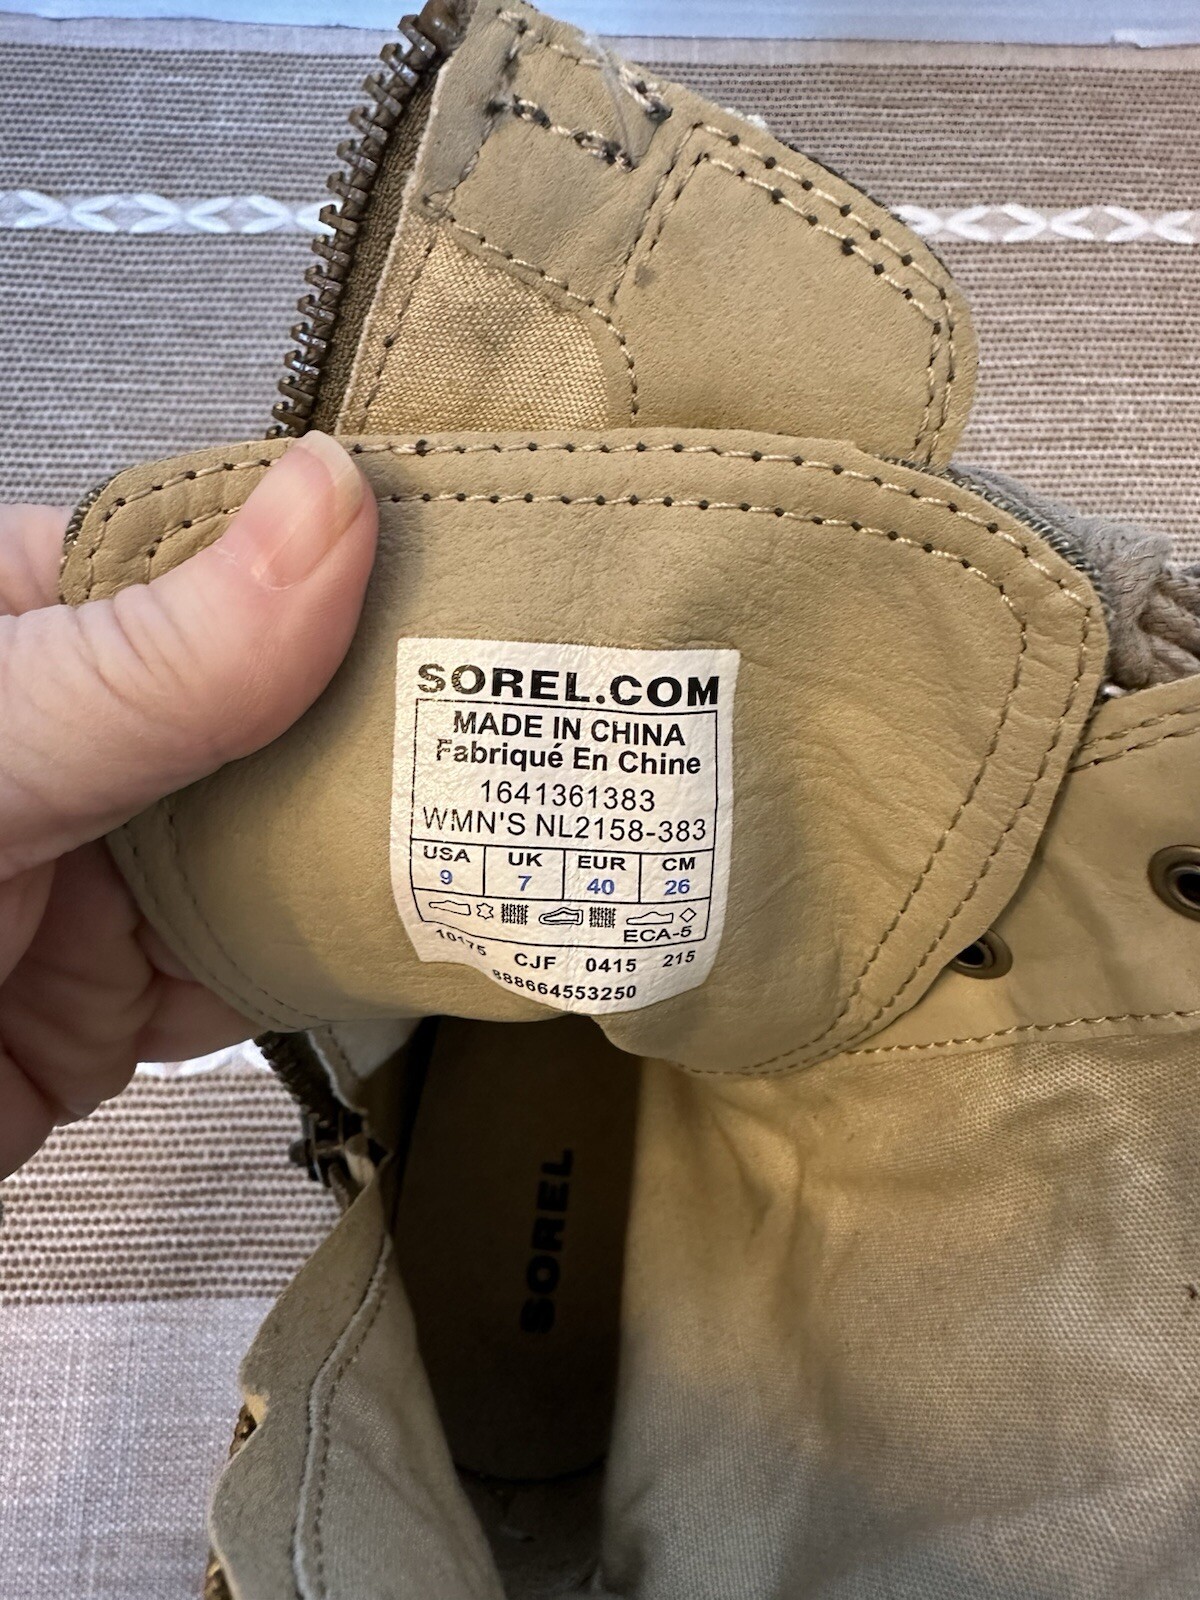 SOREL.COM
MADE IN CHINA
Fabriqué En Chine
1641361383
WMN'S NL2158-383
USA UK EUR CM
9 7 40 26
ECA-5
10175 CJF 0415 215
888664553250
SOREL